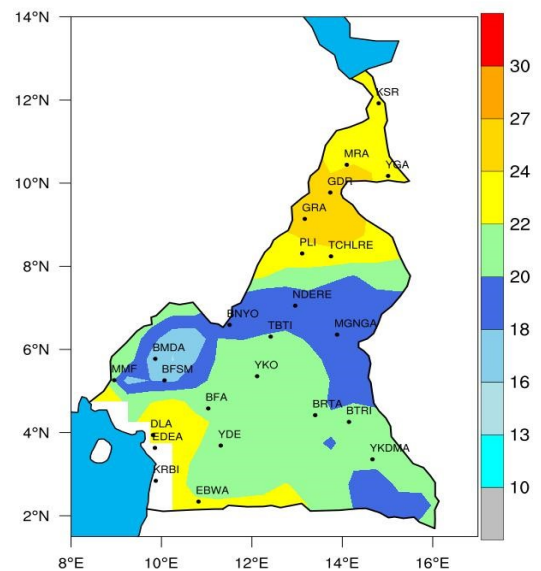 14°N
30
KSR
12°N
27
MRA
YGA
24
GDR
10°N
GRA
22
PLI
TCHLRE
8°N
20
NDERE
BNYO
TBTI
MGNGA
18
6°N
BMDA
MMF
BFSM
YKO
16
BFA
BRTA
BTRI
13
4°N
DLA
EDEA
YDE
YKDMA
10
KRBI
EBWA
2°N
8°E 10°E 12°E 14°E 16°E